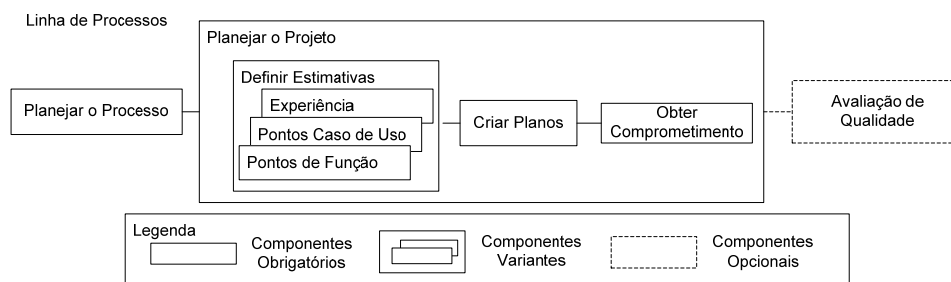 Linha de Processos
Planejar o Projeto
Planejar o Processo
Definir Estimativas
Experiência
Pontos Caso de Uso
Pontos de Função
Criar Planos
Obter
Comprometimento
Avaliação de
Qualidade
Legenda
Componentes
Obrigatórios
Componentes
Variantes
Componentes
Opcionais